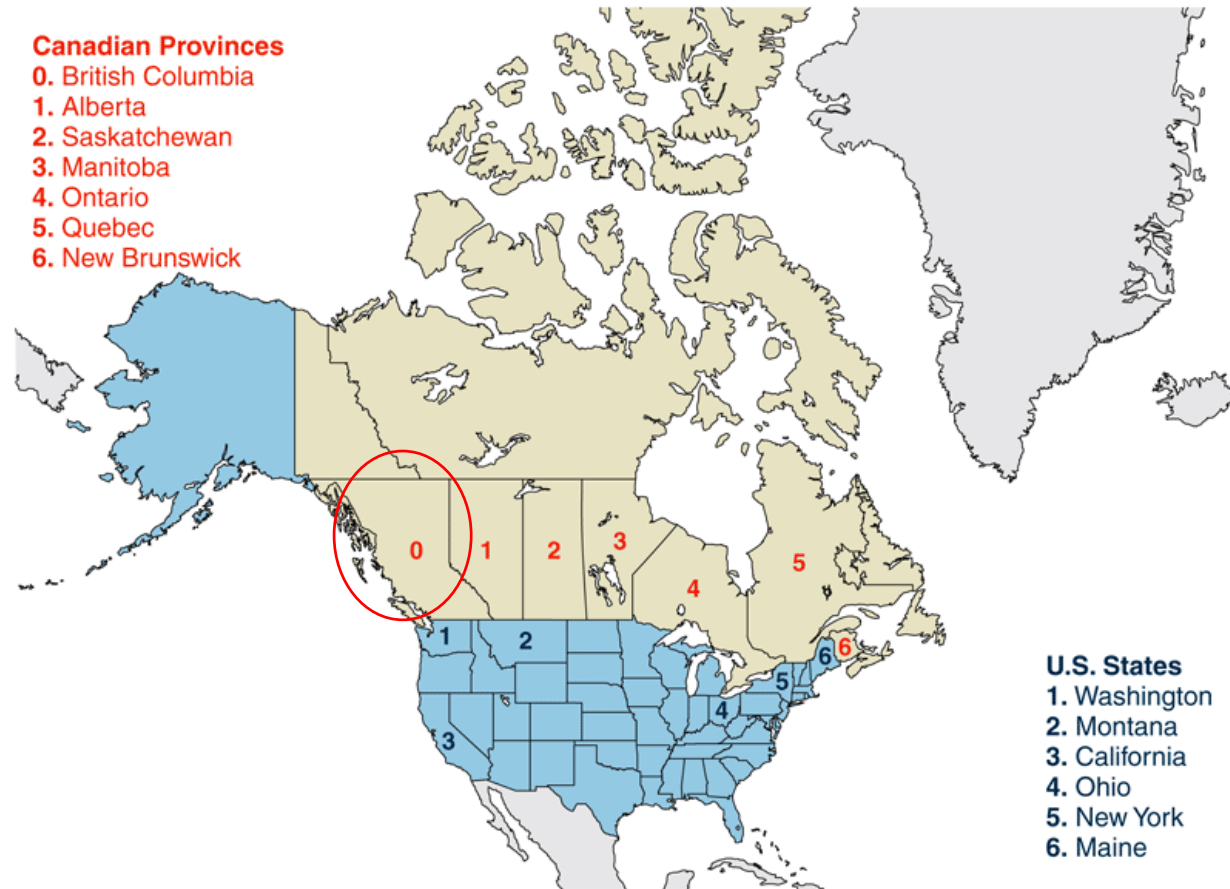 Canadian Provinces
0. British Columbia
1. Alberta
2. Saskatchewan
3. Manitoba
4. Ontario
5. Quebec
6. New Brunswick
0
1
2
3
4
5
6
1
2
3
4
5
6
U.S. States
1. Washington
2. Montana
3. California
4. Ohio
5. New York
6. Maine